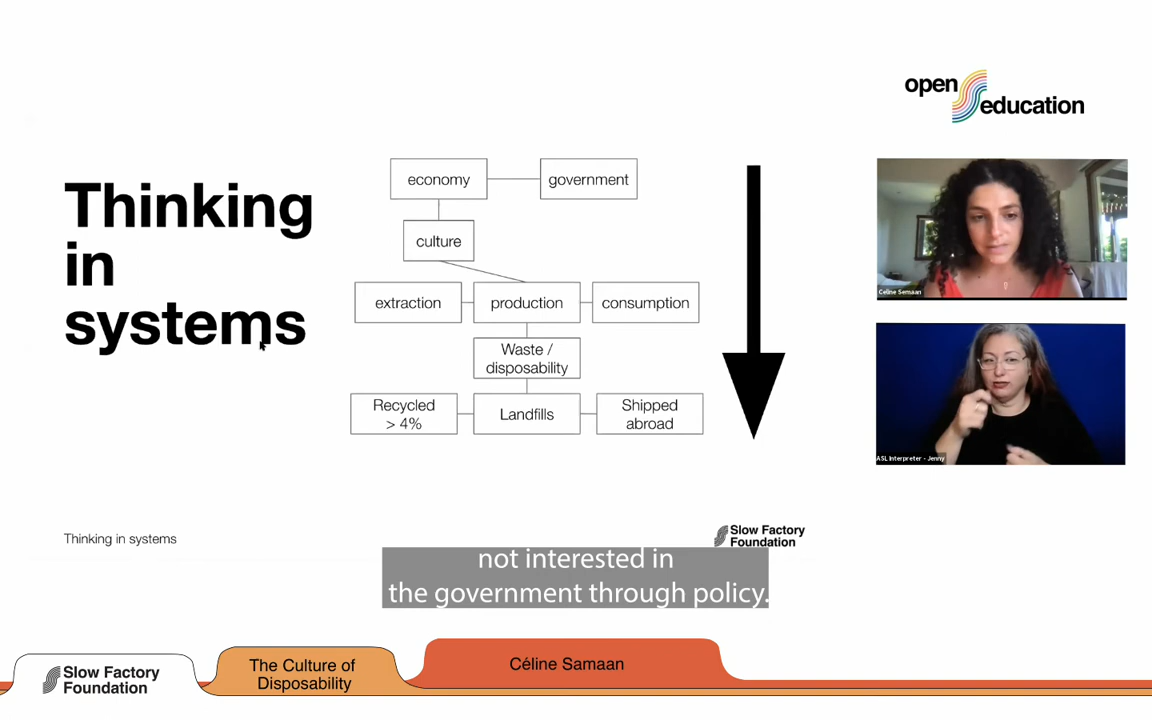 open
education
Thinking
in
systems
economy
government
culture
extraction
production
consumption
Waste /
disposability
Recycled
> 4%
Landfills
Shipped
abroad
Celine Semaan
ASL Interpreter - Jenny
Thinking in systems
Slow Factory
Foundation
not interested in
the government through policy.
Slow Factory
Foundation
The Culture of
Disposability
Céline Samaan